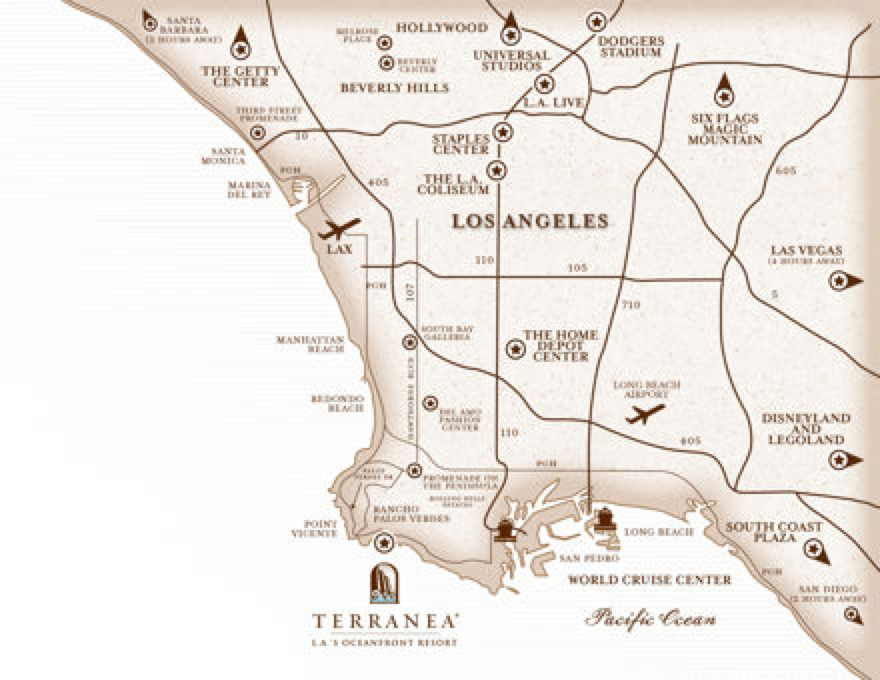 SANTA
BARBARA
(2 HOURS AWAY)
THE GETTY
CENTER
MELROSE
PLACE
BEVERLY
CENTER
HOLLYWOOD
BEVERLY HILLS
UNIVERSAL
STUDIOS
DODGERS
STADIUM
L.A. LIVE
THIRD STREET
PROMENADE
10
STAPLES
CENTER
SIX FLAGS
MAGIC
MOUNTAIN
SANTA
MONICA
PCH
MARINA
DEL REY
405
THE L.A.
COLISEUM
605
LOS ANGELES
LAX
LAS VEGAS
(4 HOURS AWAY)
110
105
PCH
107
5
710
MANHATTAN
BEACH
SOUTH BAY
GALLERIA
THE HOME
DEPOT
CENTER
HAWTHORNE BLVD
REDONDO
BEACH
DEL AMO
FASHION
CENTER
LONG BEACH
AIRPORT
110
405
DISNEYLAND
AND
LEGOLAND
PCH
PALOS
VERDES DR
PROMENADE ON
THE PENINSULA
ROLLING HILLS
ESTATES
RANCHO
PALOS VERDES
POINT
VICENTE
LONG BEACH
SOUTH COAST
PLAZA
SAN PEDRO
WORLD CRUISE CENTER
PCH
SAN DIEGO
(2 HOURS AWAY)
Pacific Ocean
TERRANEA
L.A.'S OCEANFRONT RESORT